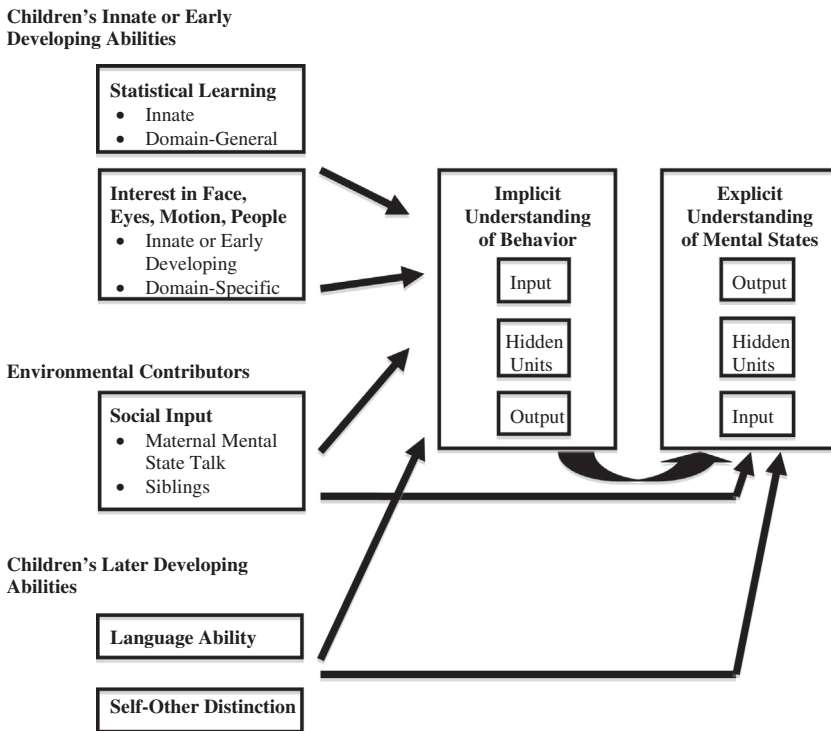 Children's Innate or Early
Developing Abilities
Statistical Learning
• Innate
• Domain-General
Interest in Face,
Eyes, Motion, People
• Innate or Early
Developing
• Domain-Specific
Environmental Contributors
Social Input
• Maternal Mental
State Talk
• Siblings
Children's Later Developing
Abilities
Language Ability
Self-Other Distinction
Implicit
Understanding
of Behavior
Input
Hidden
Units
Output
Explicit
Understanding
of Mental States
Output
Hidden
Units
Input